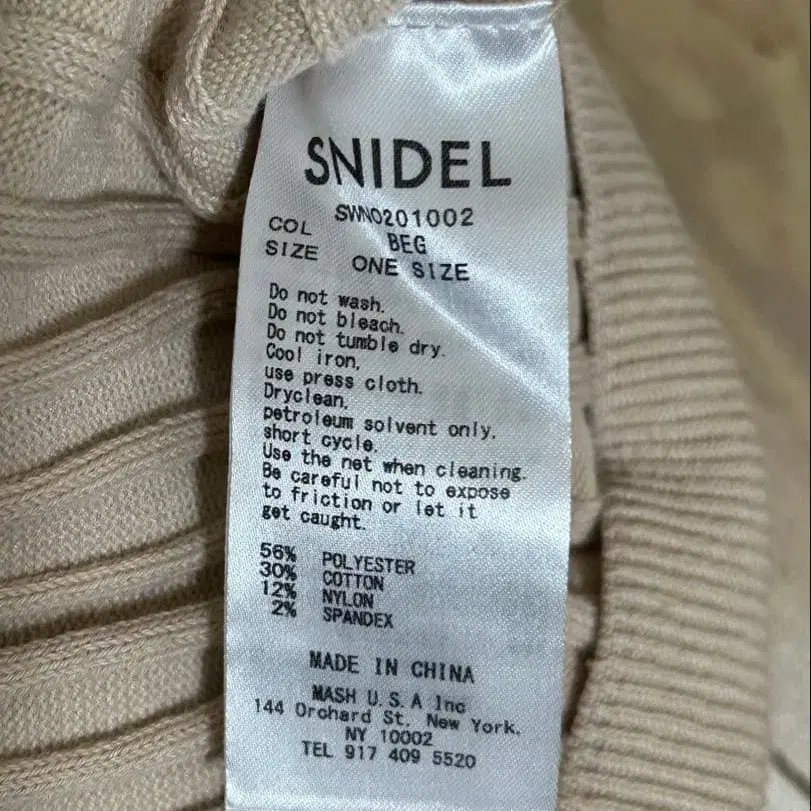 SNIDEL
SWNO201002
COL BEG
SIZE ONE SIZE
Do not wash.
Do not bleach.
Do not tumble dry.
Cool iron,
use press cloth.
Dryclean,
petroleum solvent only,
short cycle.
Use the net when cleaning.
Be careful not to expose
to friction or let it
get caught.
56% POLYESTER
30% COTTON
12% NYLON
2% SPANDEX
MADE IN CHINA
MASH U.S.A Inc
144 Orchard St. New York.
NY 10002
TEL 917 409 5520